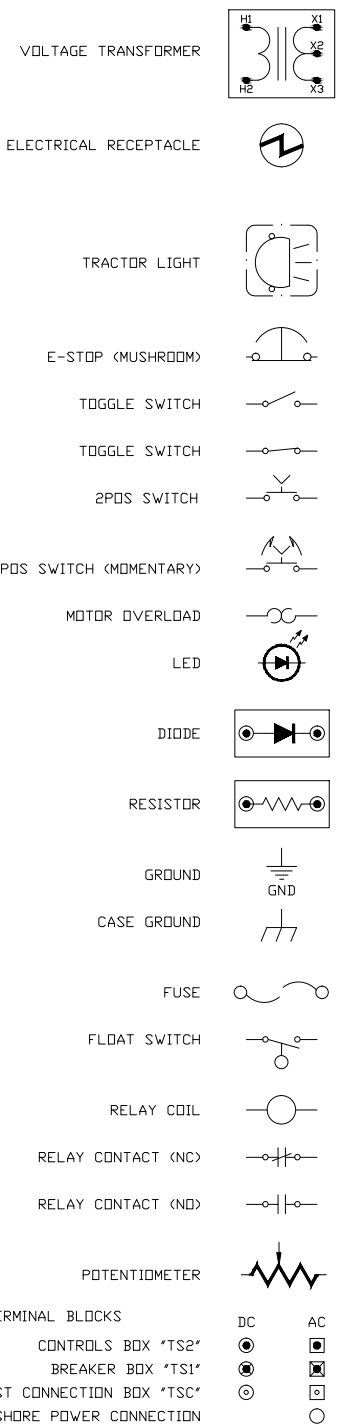 H1 X1
VOLTAGE TRANSFORMER X2
H2 X3
ELECTRICAL RECEPTACLE
TRACTOR LIGHT
E-STOP (MUSHROOM)
TOGGLE SWITCH
TOGGLE SWITCH
2POS SWITCH
POS SWITCH (MOMENTARY)
MOTOR OVERLOAD
LED
DIODE
RESISTOR
GROUND
GND
CASE GROUND
FUSE
FLOAT SWITCH
RELAY COIL
RELAY CONTACT (NC)
RELAY CONTACT (NO)
POTENTIOMETER
ERMINAL BLOCKS DC AC
CONTROLS BOX "TS2"
BREAKER BOX "TS1"
ST CONNECTION BOX "TSC"
SHORE POWER CONNECTION